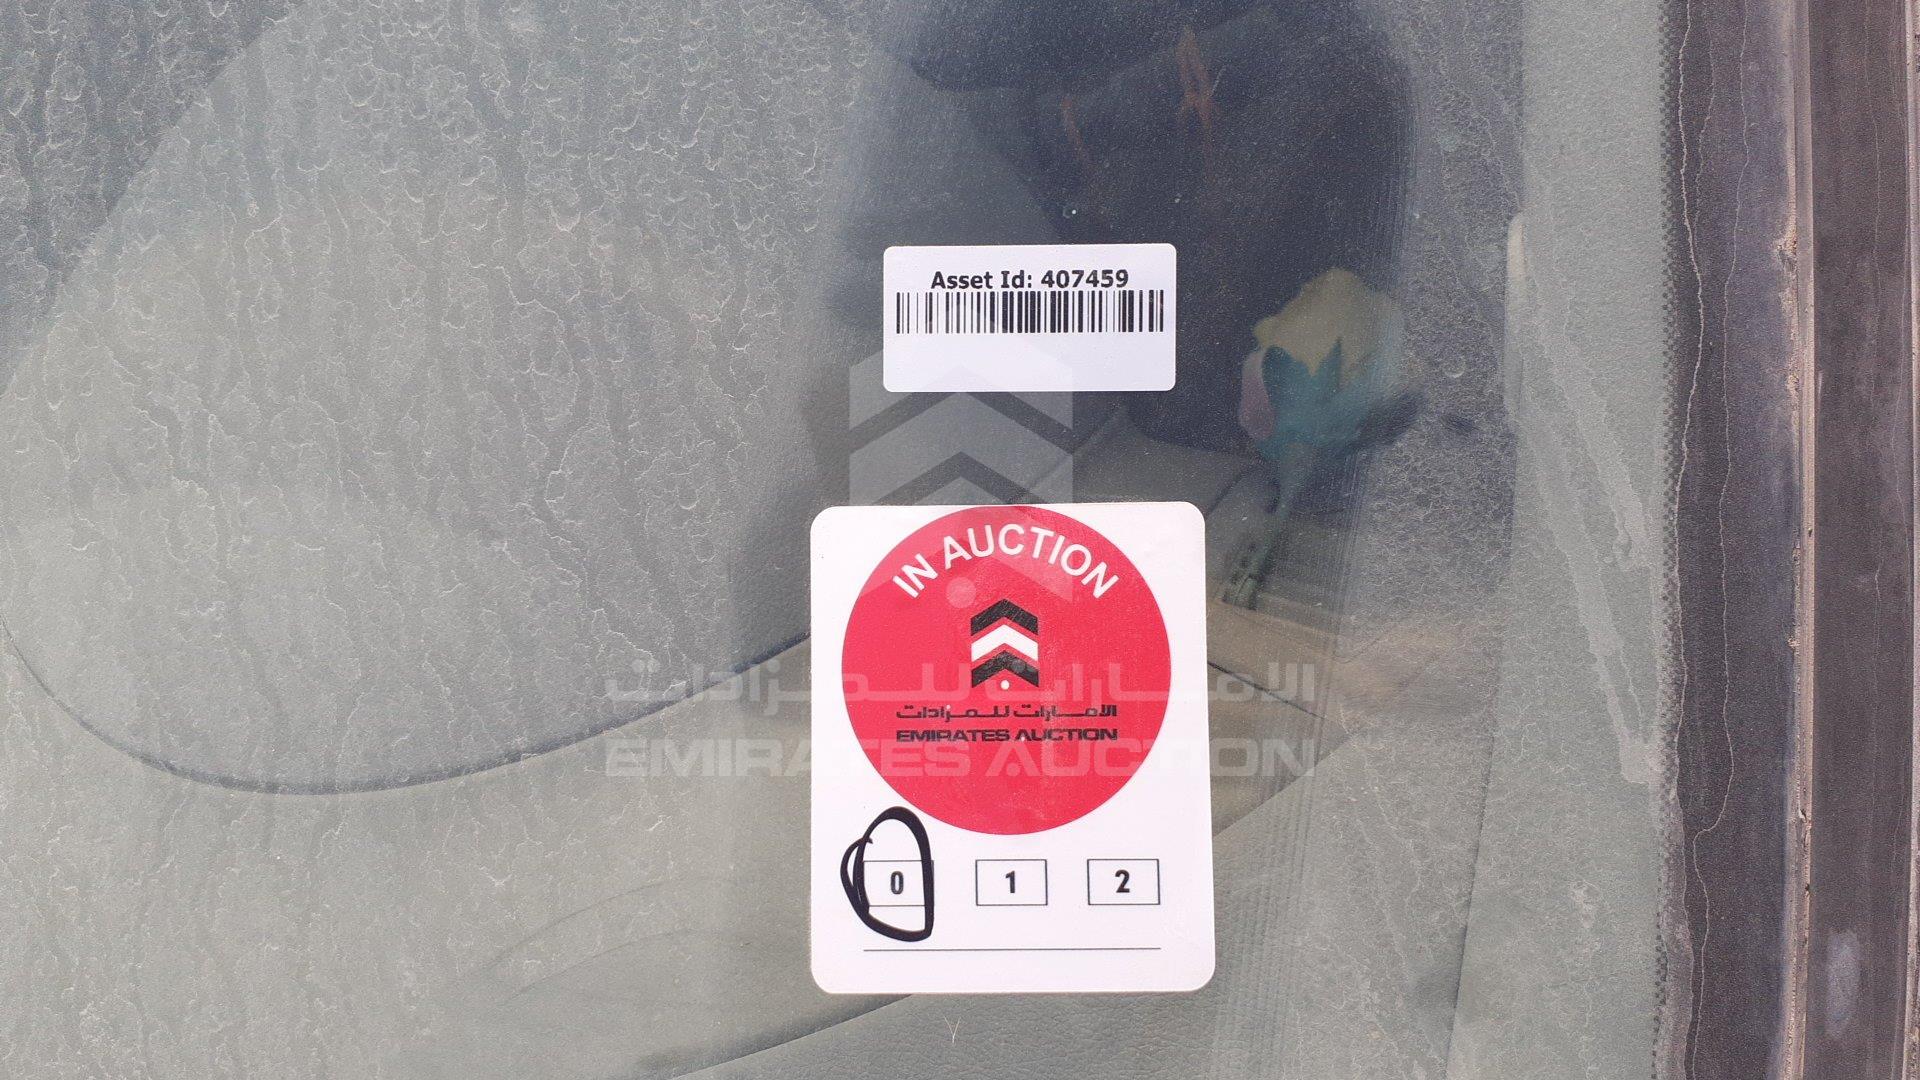 Asset Id: 407459
IN AUCTION
الامارات للمزادات
EMIRATES AUCTION
الامارات للمزادات
EMIRATES AUCTION
0 1 2